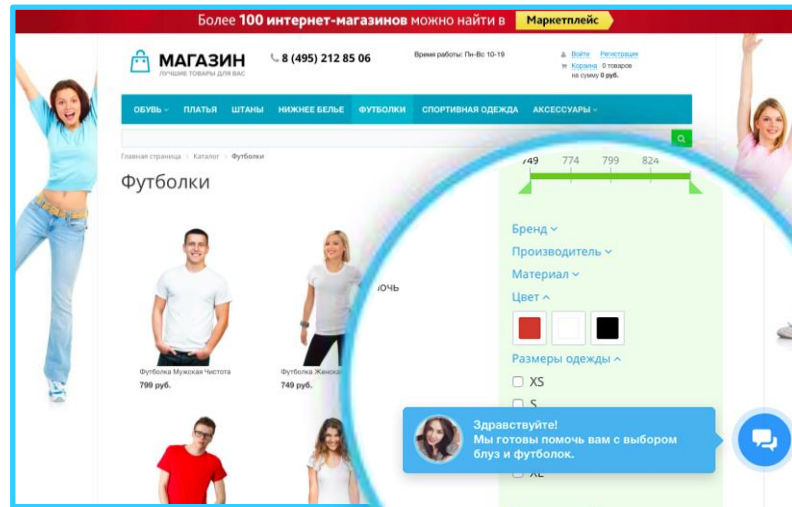 Более 100 интернет-магазинов можно найти в Маркетплейс
МАГАЗИН
ЛУЧШИЕ ТОВАРЫ ДЛЯ ВАС
8 (495) 212 85 06
Время работы: Пн-Вс 10-19
Войти Регистрация
Корзина 0 товаров
на сумму 0 руб.
ОБУВЬ ПЛАТЬЯ ШТАНЫ НИЖНЕЕ БЕЛЬЕ ФУТБОЛКИ СПОРТИВНАЯ ОДЕЖДА АКСЕССУАРЫ
Главная страница Каталог Футболки
Футболки
749 774 799 824
Бренд
Производитель
Материал
Цвет
Размеры одежды
XS
S
XL
Футболка Мужская Чистота
799 руб.
Футболка
749 руб.
Здравствуйте!
Мы готовы помочь вам с выбором
блуз и футболок.